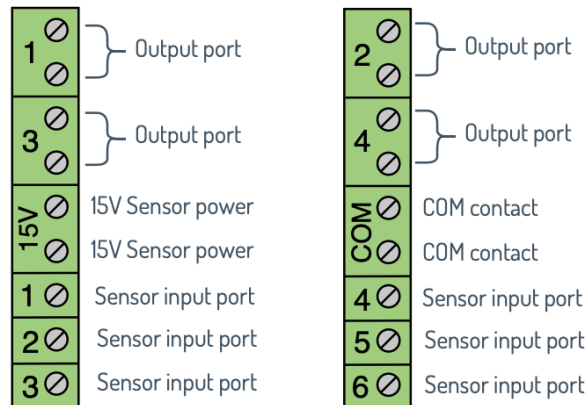 1 Output port
3 Output port
15V 15V Sensor power
15V Sensor power
1 Sensor input port
2 Sensor input port
3 Sensor input port
2 Output port
4 Output port
COM COM contact
COM contact
4 Sensor input port
5 Sensor input port
6 Sensor input port